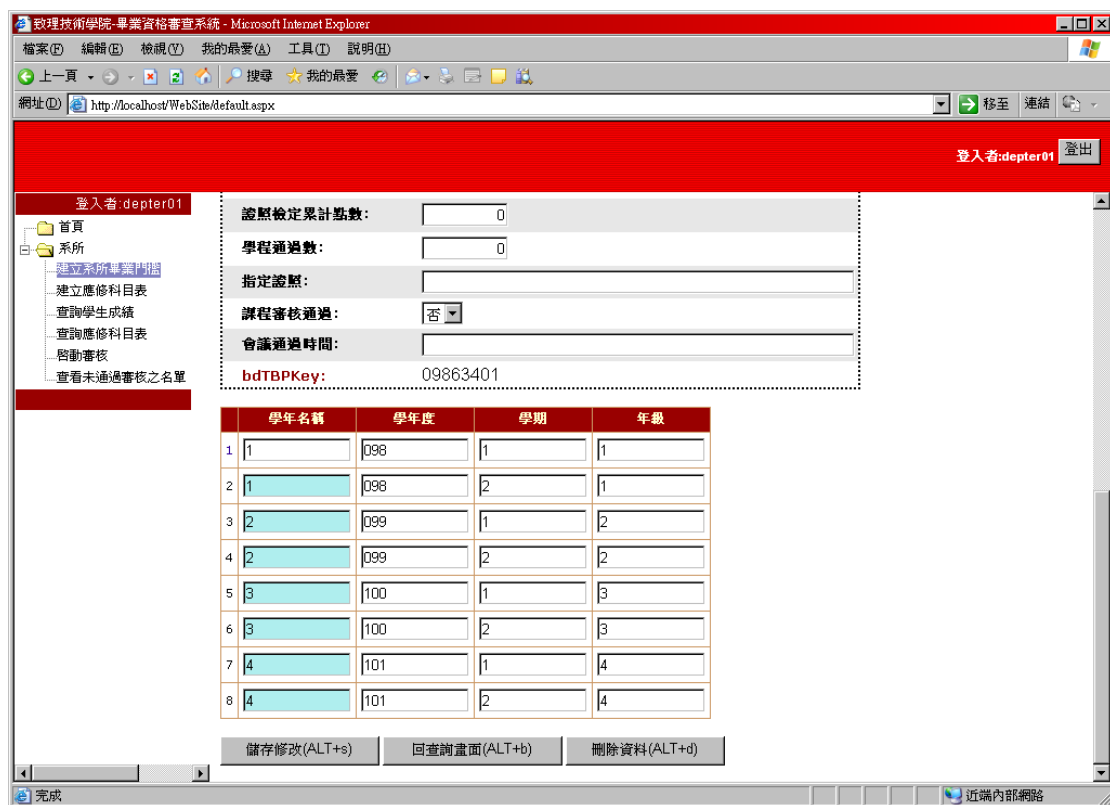 致理技術學院-畢業資格審查系統 - Microsoft Internet Explorer
檔案(F) 編輯(E) 檢視(V) 我的最愛(A) 工具(T) 說明(H)
上一頁 搜尋 我的最愛
網址(D) http://localhost/WebSite/default.aspx 移至 連結
登入者:depter01 登出
登入者:depter01
首頁
系所
建立系所畢業門檻
建立應修科目表
查詢學生成績
查詢應修科目表
啟動審核
查看未通過審核之名單
證照檢定累計點數: 0
學程通過數: 0
指定證照:
課程審核通過: 否
會議通過時間:
bdTBPKey: 09863401
學年名稱 學年度 學期 年級
1 1 098 1 1
2 1 098 2 1
3 2 099 1 2
4 2 099 2 2
5 3 100 1 3
6 3 100 2 3
7 4 101 1 4
8 4 101 2 4
儲存修改(ALT+s) 回查詢畫面(ALT+b) 刪除資料(ALT+d)
完成 近端內部網路